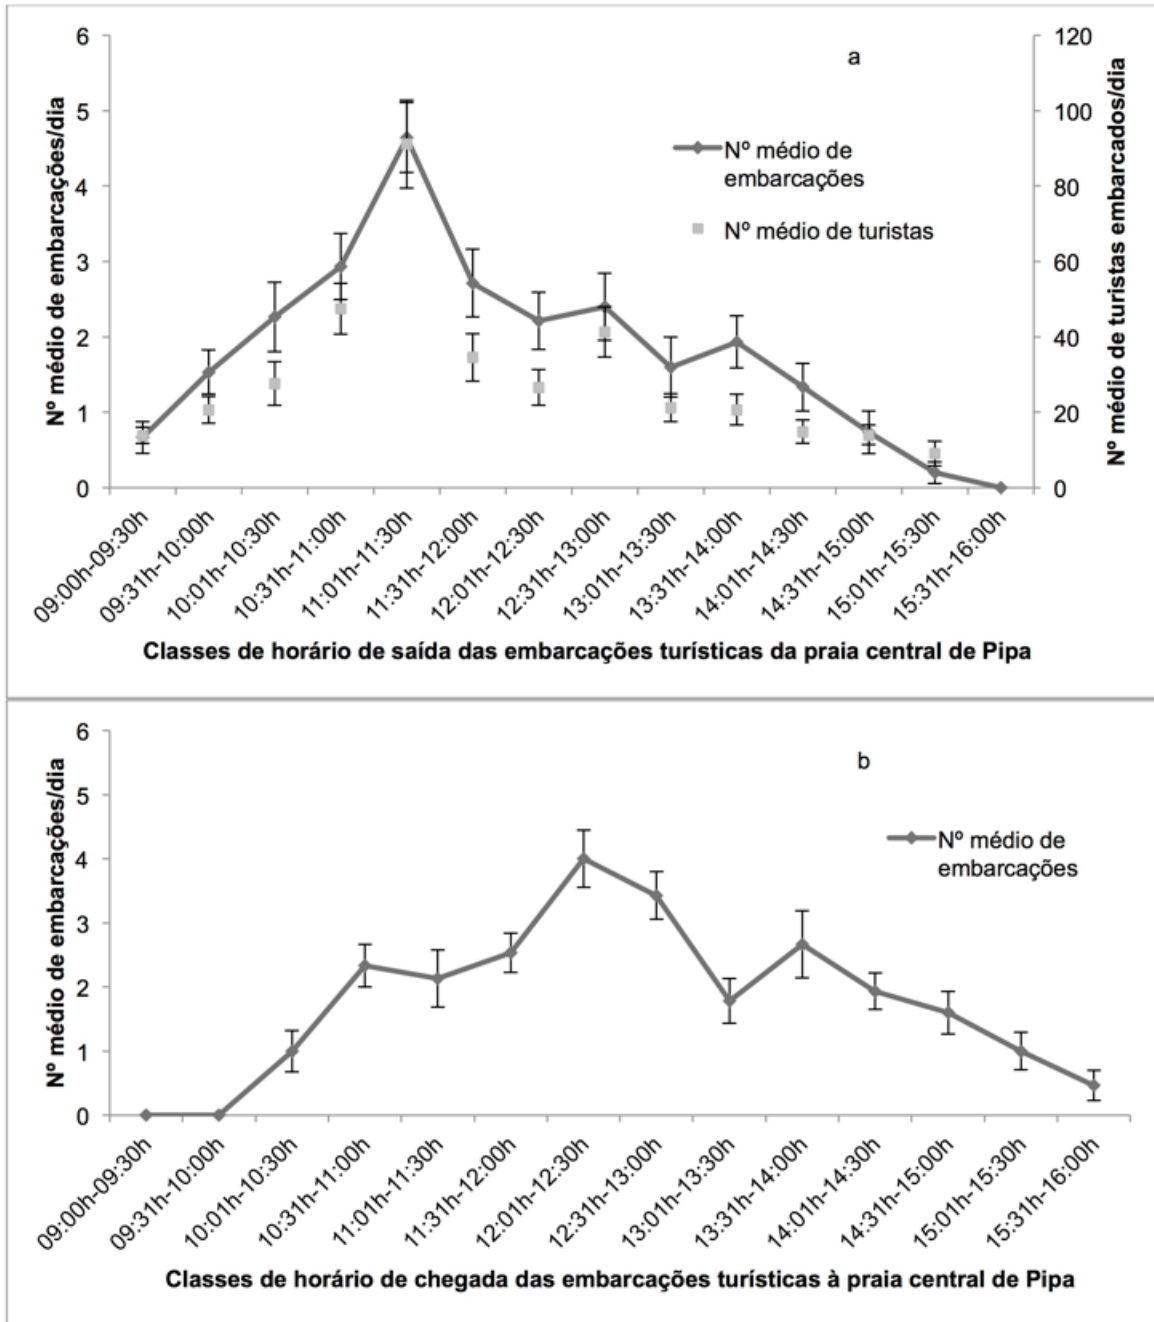 a
6
5
4
3
2
1
0
Nº médio de embarcações/dia
120
100
80
60
40
20
0
Nº médio de turistas embarcados/dia
Nº médio de
embarcações
Nº médio de turistas
09:00h-09:30h
09:31h-10:00h
10:01h-10:30h
10:31h-11:00h
11:01h-11:30h
11:31h-12:00h
12:01h-12:30h
12:31h-13:00h
13:01h-13:30h
13:31h-14:00h
14:01h-14:30h
14:31h-15:00h
15:01h-15:30h
15:31h-16:00h
Classes de horário de saída das embarcações turísticas da praia central de Pipa
b
6
5
4
3
2
1
0
Nº médio de embarcações/dia
Nº médio de
embarcações
09:00h-09:30h
09:31h-10:00h
10:01h-10:30h
10:31h-11:00h
11:01h-11:30h
11:31h-12:00h
12:01h-12:30h
12:31h-13:00h
13:01h-13:30h
13:31h-14:00h
14:01h-14:30h
14:31h-15:00h
15:01h-15:30h
15:31h-16:00h
Classes de horário de chegada das embarcações turísticas à praia central de Pipa